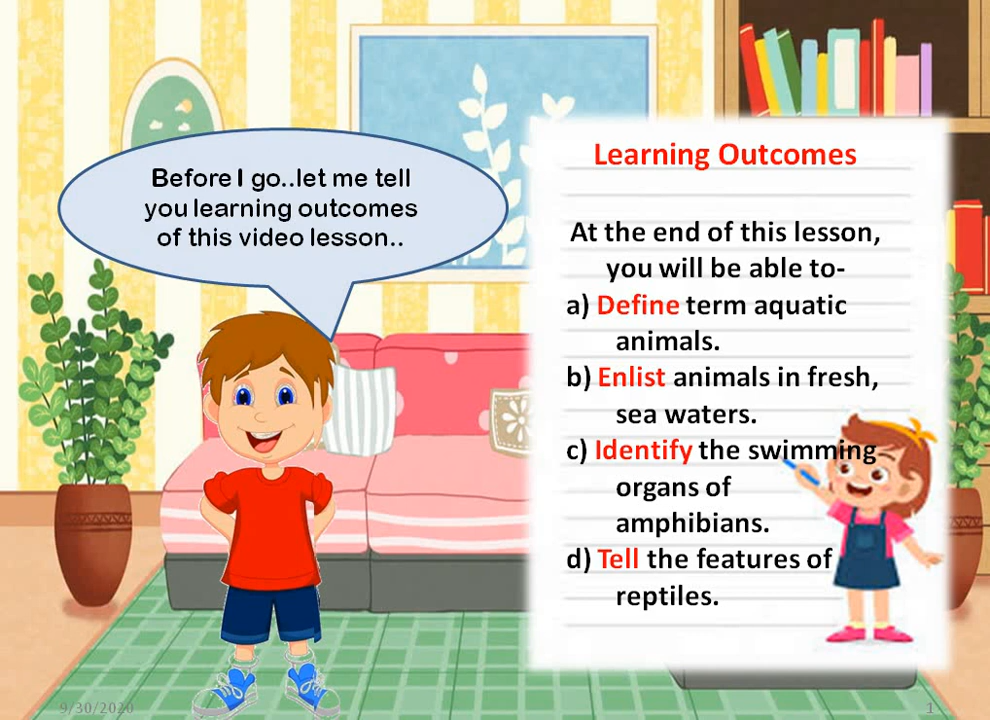 Before I go..let me tell
you learning outcomes
of this video lesson..
Learning Outcomes
At the end of this lesson,
you will be able to-
a) Define term aquatic
animals.
b) Enlist animals in fresh,
sea waters.
c) Identify the swimming
organs of
amphibians.
d) Tell the features of
reptiles.
9/30/2020
1